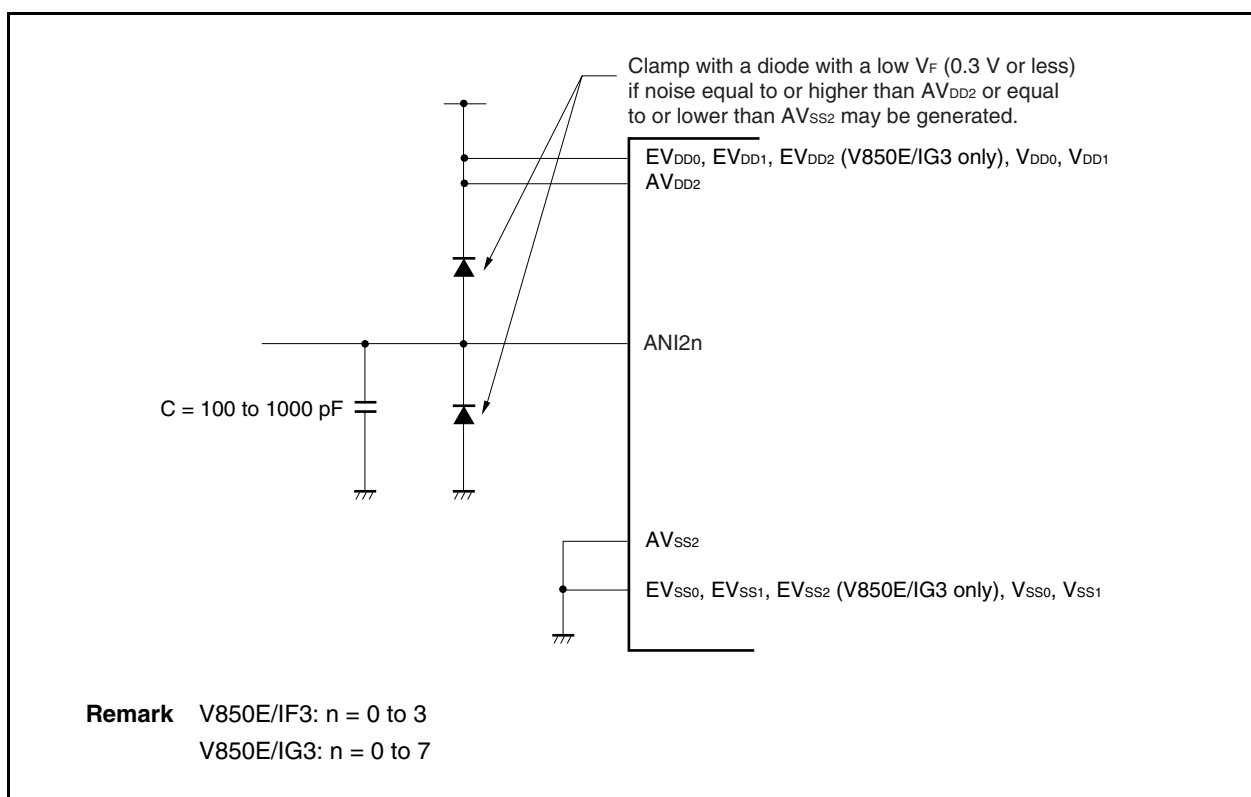 Clamp with a diode with a low VF (0.3 V or less)
if noise equal to or higher than AVDD2 or equal
to or lower than AVSS2 may be generated.
EVDD0, EVDD1, EVDD2 (V850E/IG3 only), VDD0, VDD1
AVDD2
ANI2n
C = 100 to 1000 pF
AVSS2
EVSS0, EVSS1, EVSS2 (V850E/IG3 only), VSS0, VSS1
Remark V850E/IF3: n = 0 to 3
V850E/IG3: n = 0 to 7